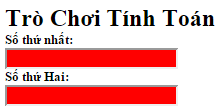 Trò Chơi Tính Toán
Số thứ nhất:
Số thứ Hai: